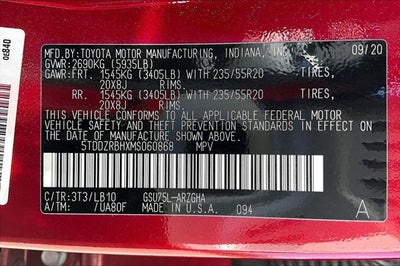 MFD.BY:TOYOTA MOTOR MANUFACTURING, INDIANA, INC. 09/20
GVWR:2690KG (5935LB)
GAWR:FRT. 1545KG (3405LB) WITH 235/55R20 TIRES,
20X8J RIMS.
RR. 1545KG (3405LB) WITH 235/55R20 TIRES,
20X8J RIMS.
THIS VEHICLE CONFORMS TO ALL APPLICABLE FEDERAL MOTOR
VEHICLE SAFETY AND THEFT PREVENTION STANDARDS IN EFFECT ON THE
DATE OF MANUFACTURE SHOWN ABOVE.
5TDDZRBHXMS060868 MPV
C/TR:3T3/LB10 GSU75L-ARZGHA
A/TM: /UA80F MADE IN U.S.A. 094 A
0E840